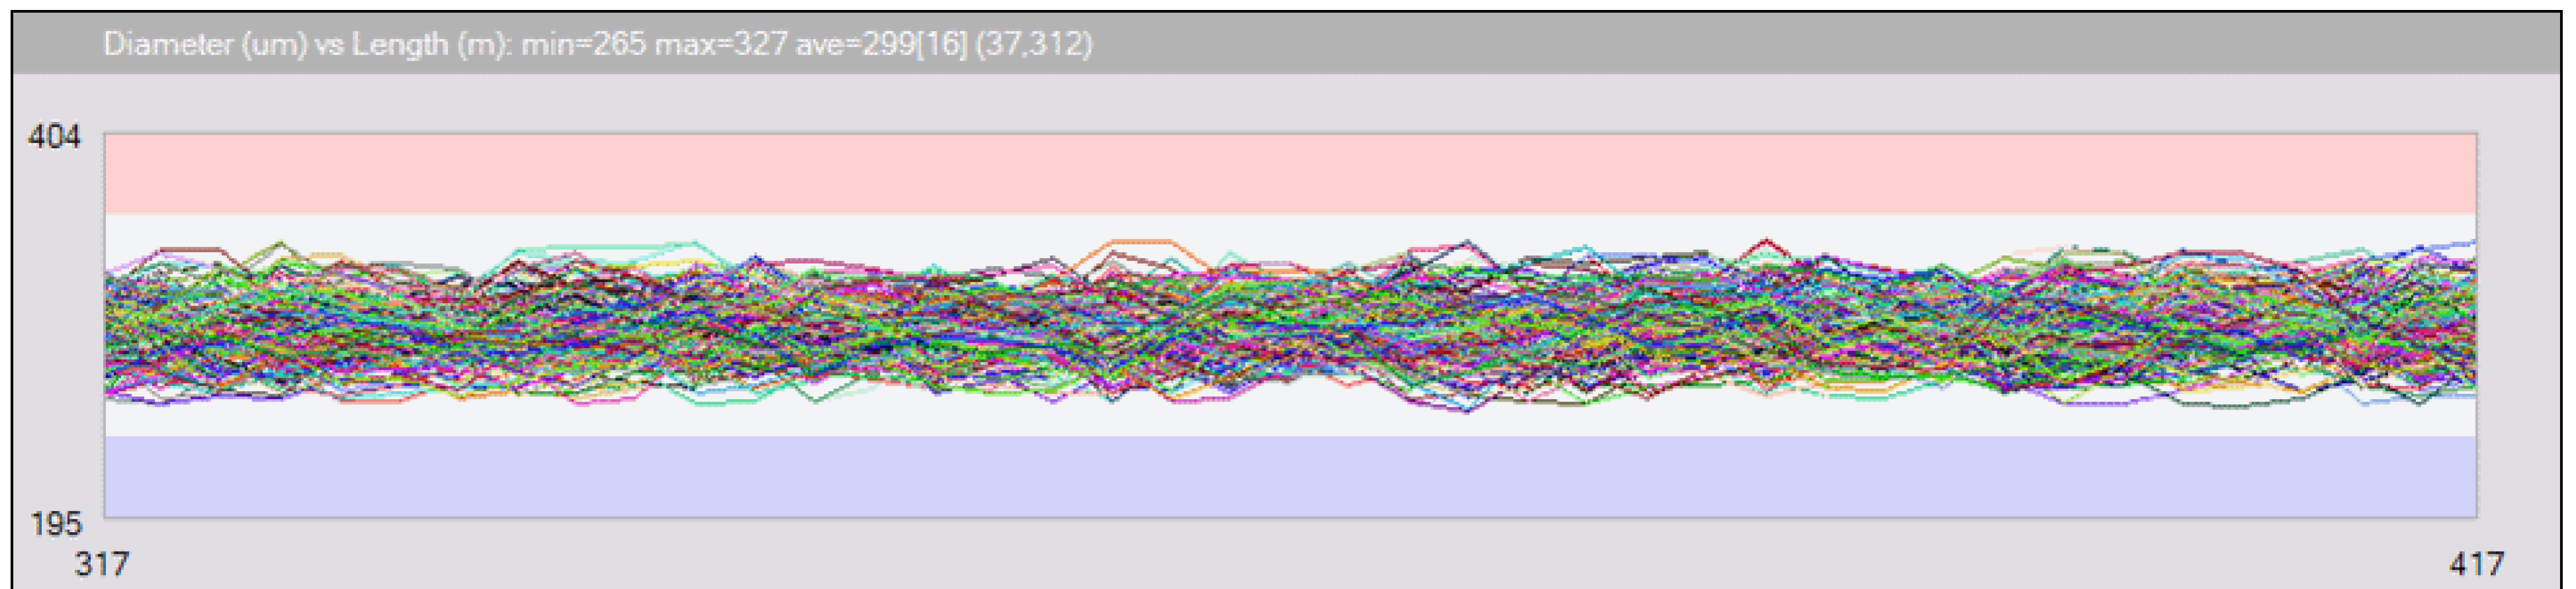 Diameter (um) vs Length (m): min=265 max=327 ave=299[16] (37,312)
404
195
317 417